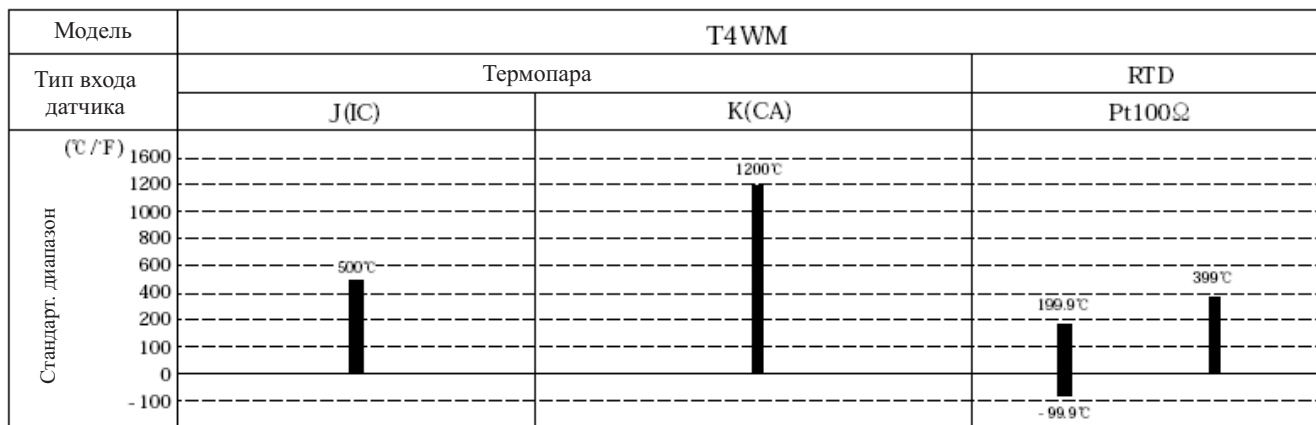 Модель
T4WM
Тип входа
датчика
Термопара
RTD
J(IC)
K(CA)
Pt100Ω
(℃/℉)
Стандарт. диапазон
1600
1200
1000
800
600
400
200
100
0
-100
500℃
1200℃
199.9℃
-99.9℃
399℃